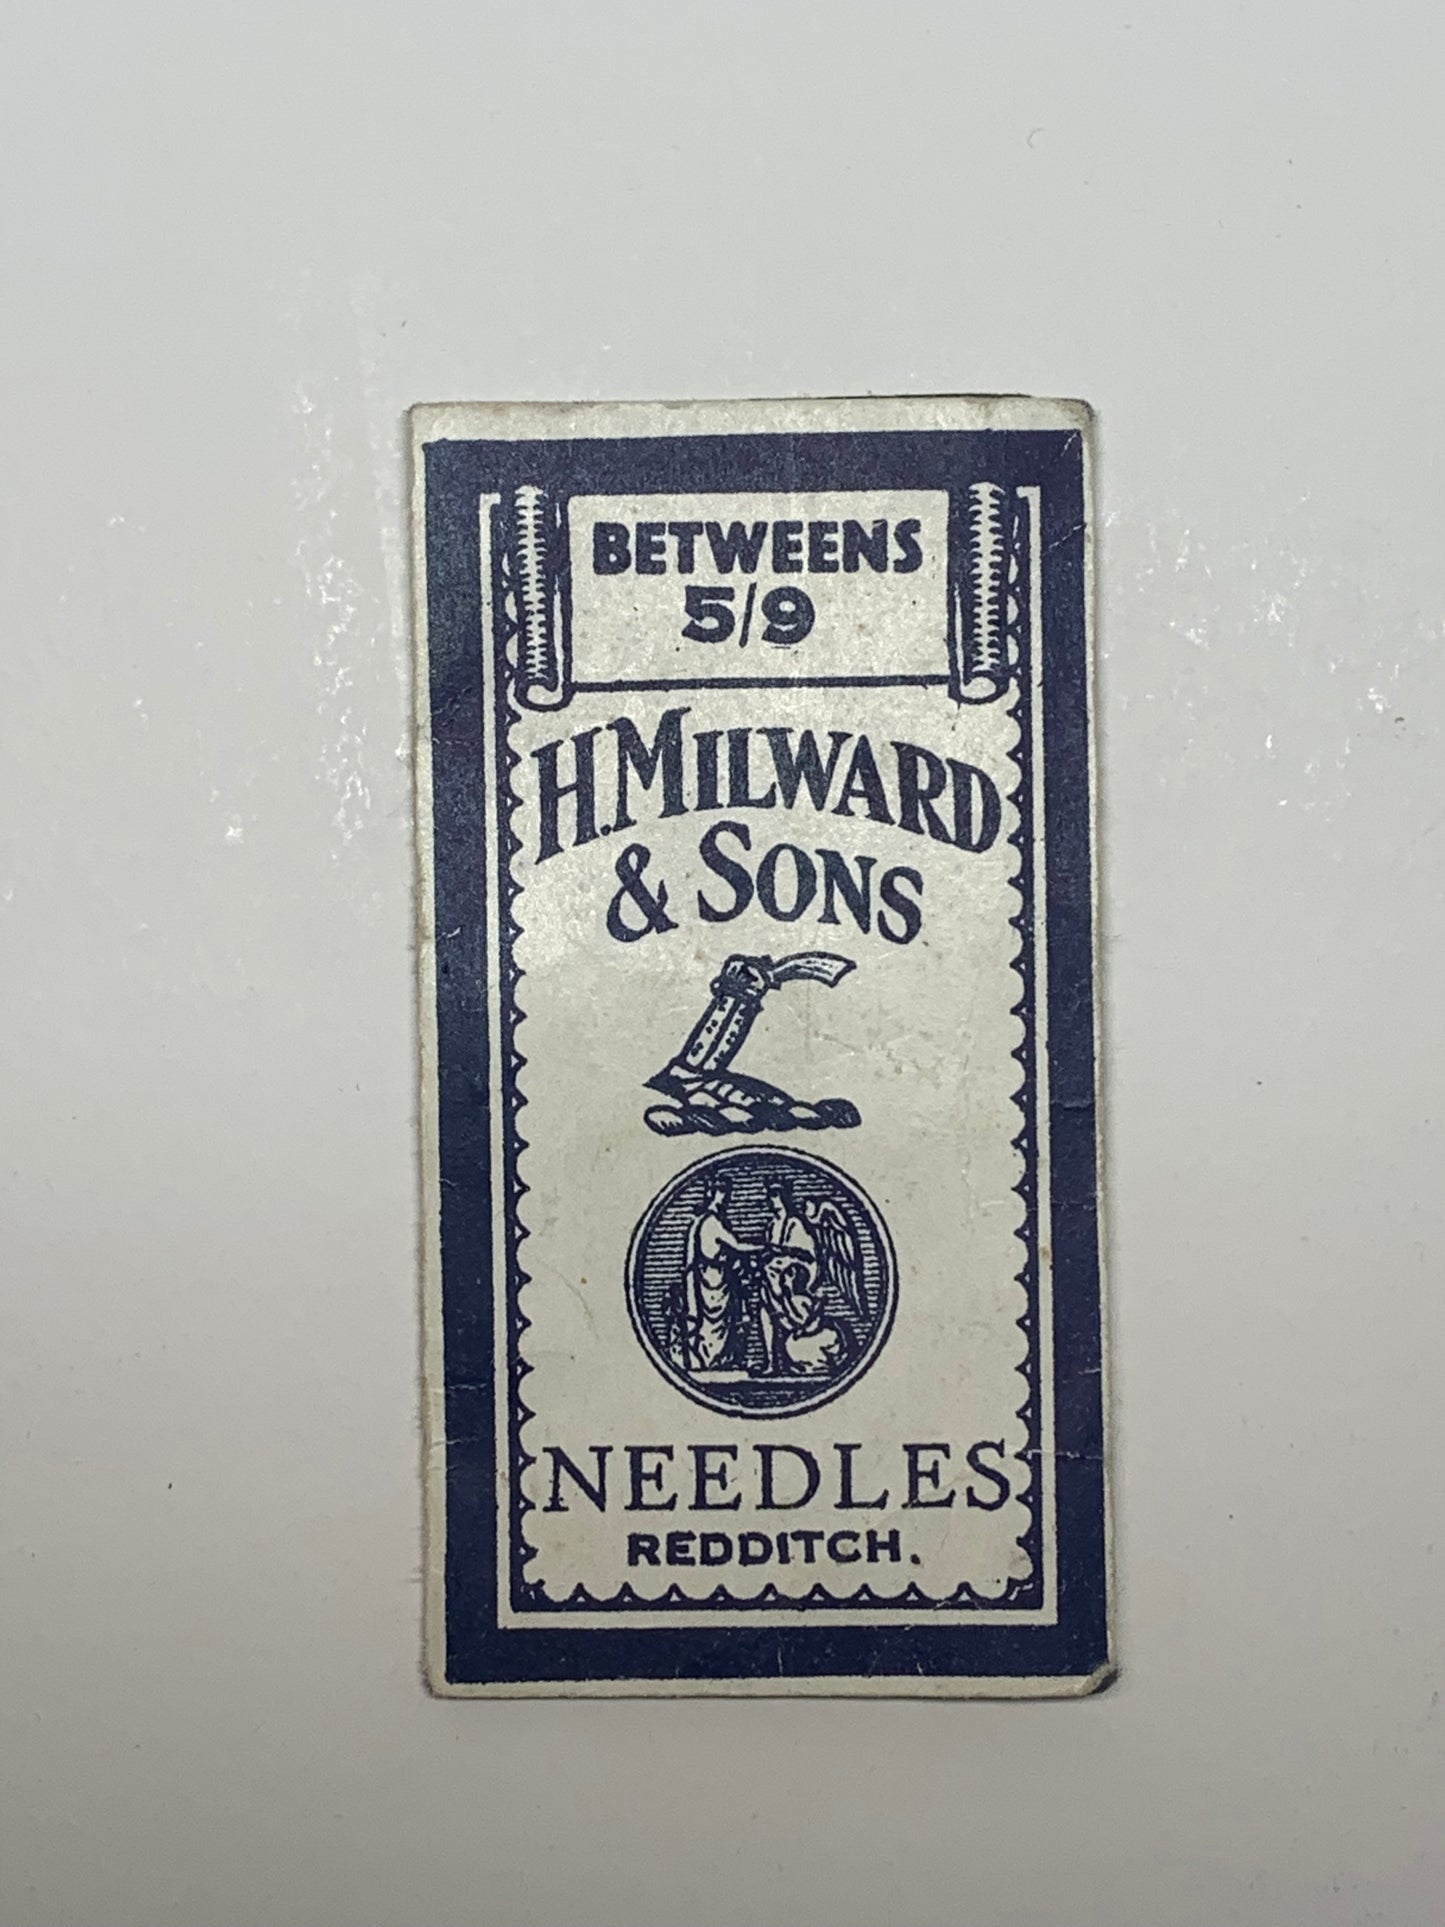 BETWEENS
5/9
H. MILWARD
& SONS
NEEDLES
REDDITCH.